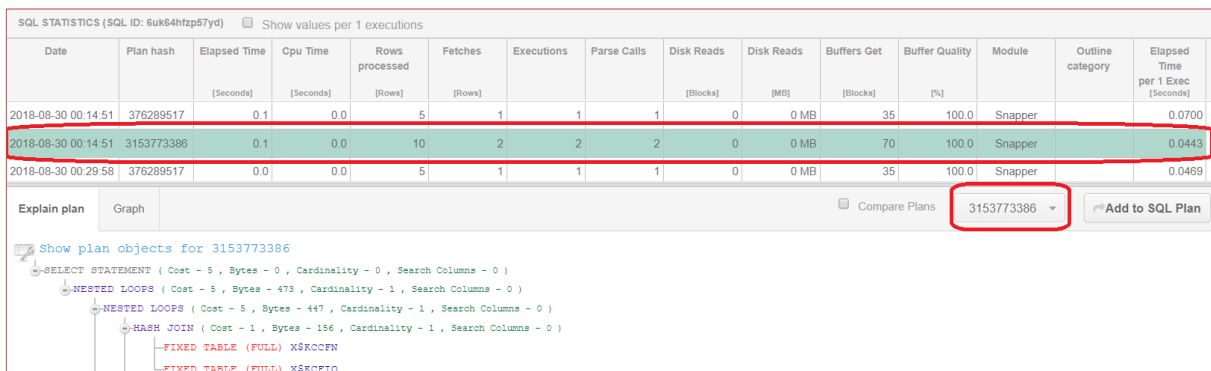 SQL STATISTICS (SQL ID: 6uk64hfzp57yd) Show values per 1 executions
Date Plan hash Elapsed Time Cpu Time Rows processed Fetches Executions Parse Calls Disk Reads Disk Reads Buffers Get Buffer Quality Module Outline category Elapsed Time per 1 Exec
[Seconds] [Seconds] [Rows] [Rows] [Blocks] [MB] [Blocks] [%] [Seconds]
2018-08-30 00:14:51 376289517 0.1 0.0 5 1 1 1 0 0 MB 35 100.0 Snapper 0.0700
2018-08-30 00:14:51 3153773386 0.1 0.0 10 2 2 2 0 0 MB 70 100.0 Snapper 0.0443
2018-08-30 00:29:58 376289517 0.0 0.0 5 1 1 1 0 0 MB 35 100.0 Snapper 0.0469
Explain plan Graph Compare Plans 3153773386 Add to SQL Plan
Show plan objects for 3153773386
SELECT STATEMENT ( Cost - 5 , Bytes - 0 , Cardinality - 0 , Search Columns - 0 )
NESTED LOOPS ( Cost - 5 , Bytes - 473 , Cardinality - 1 , Search Columns - 0 )
NESTED LOOPS ( Cost - 5 , Bytes - 447 , Cardinality - 1 , Search Columns - 0 )
HASH JOIN ( Cost - 1 , Bytes - 156 , Cardinality - 1 , Search Columns - 0 )
FIXED TABLE (FULL) X$KCCFN
FIXED TABLE (FULL) X$KCFIO